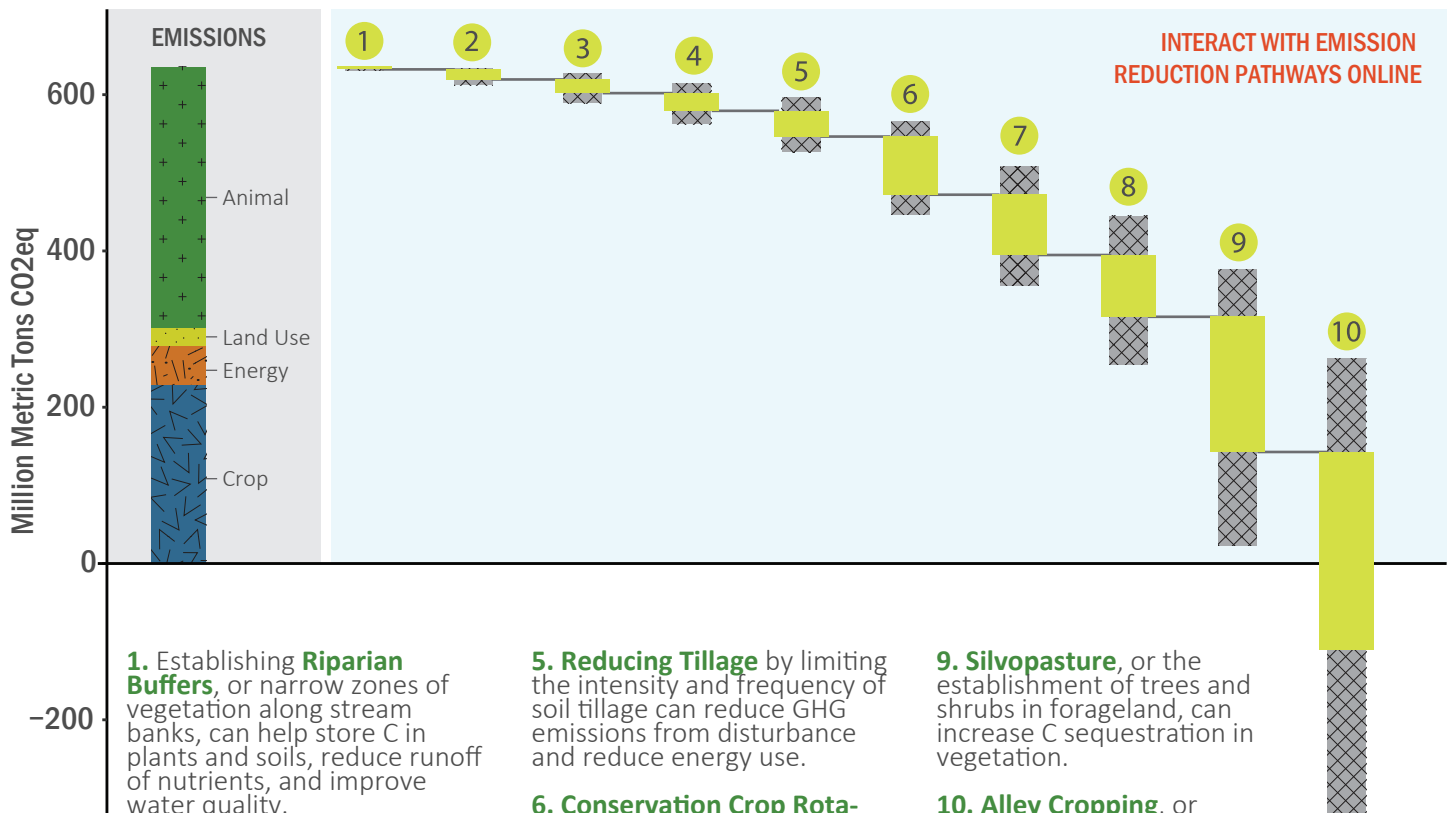 EMISSIONS
INTERACT WITH EMISSION
REDUCTION PATHWAYS ONLINE
1
2
3
4
5
6
7
8
9
10
Million Metric Tons CO2eq
600
400
200
0
−200
Animal
Land Use
Energy
Crop
1. Establishing Riparian
Buffers, or narrow zones of
vegetation along stream
banks, can help store C in
plants and soils, reduce runoff
of nutrients, and improve
water quality.
5. Reducing Tillage by limiting
the intensity and frequency of
soil tillage can reduce GHG
emissions from disturbance
and reduce energy use.
6. Conservation Crop Rota-
9. Silvopasture, or the
establishment of trees and
shrubs in forageland, can
increase C sequestration in
vegetation.
10. Alley Cropping, or